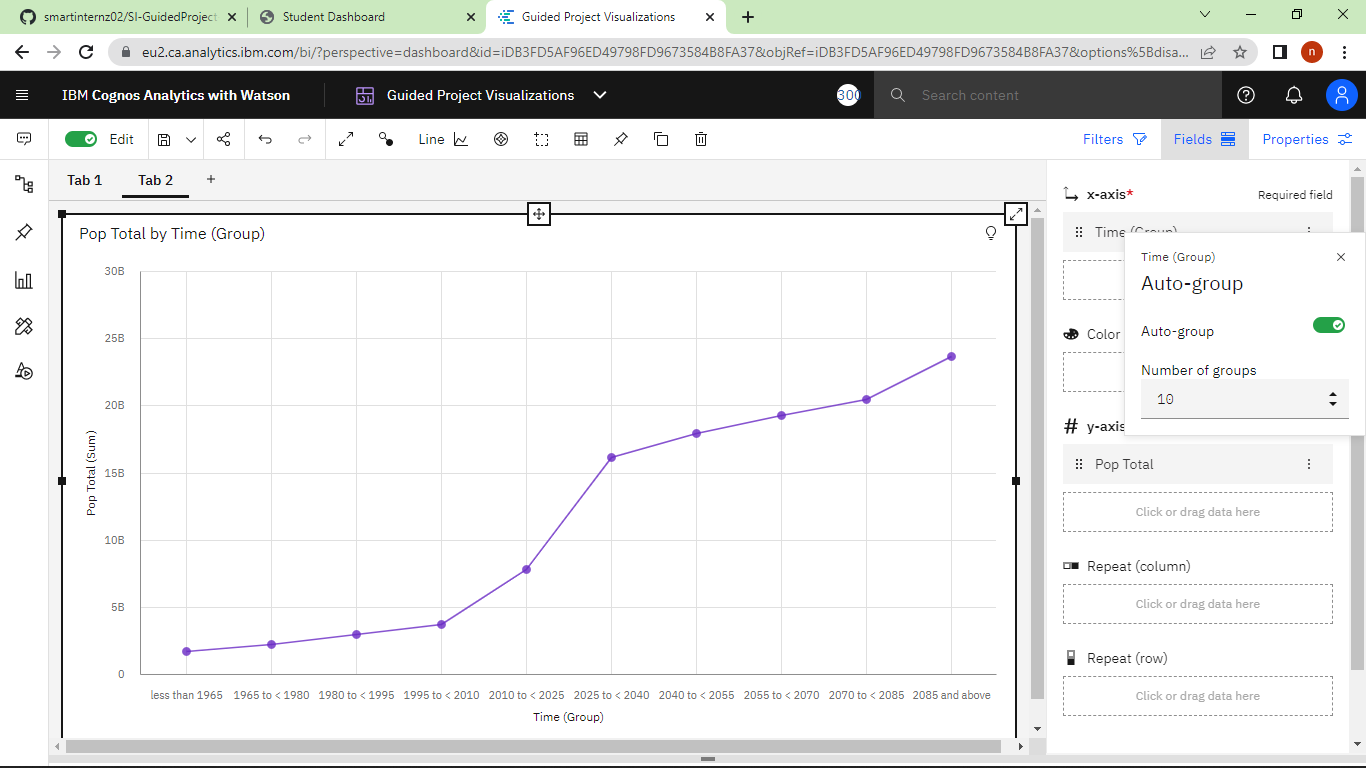 smartinternz02/SI-GuidedProject
Student Dashboard
Guided Project Visualizations
eu2.ca.analytics.ibm.com/bi/?perspective=dashboard&id=iDB3FD5AF96ED49798FD9673584B8FA37&objRef=iDB3FD5AF96ED49798FD9673584B8FA37&options%5Bdisa...
n
IBM Cognos Analytics with Watson
Guided Project Visualizations
300
Search content
Edit
Line
Filters
Fields
Properties
Tab 1
Tab 2
x-axis*
Required field
Pop Total by Time (Group)
Time (Group)
Time (Group)
Auto-group
Auto-group
Number of groups
10
Color
y-axis
Pop Total
Click or drag data here
Repeat (column)
Click or drag data here
Repeat (row)
Click or drag data here
30B
25B
20B
15B
10B
5B
0
Pop Total (Sum)
less than 1965 1965 to < 1980 1980 to < 1995 1995 to < 2010 2010 to < 2025 2025 to < 2040 2040 to < 2055 2055 to < 2070 2070 to < 2085 2085 and above
Time (Group)